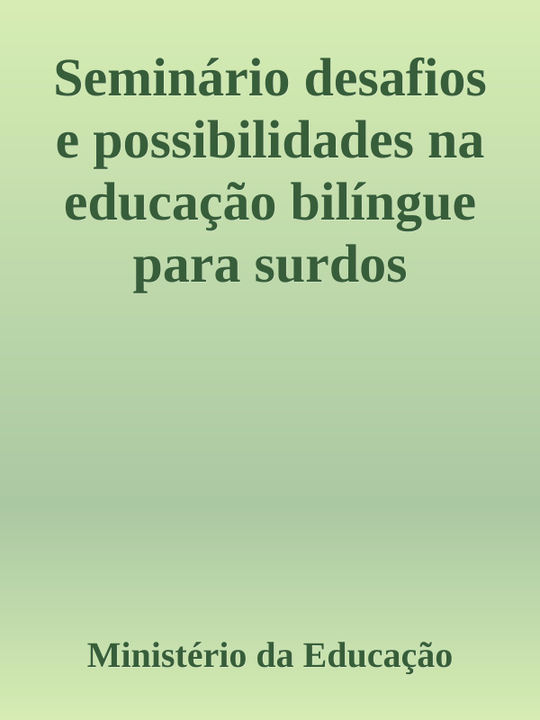 Seminário desafios
e possibilidades na
educação bilíngue
para surdos
Ministério da Educação